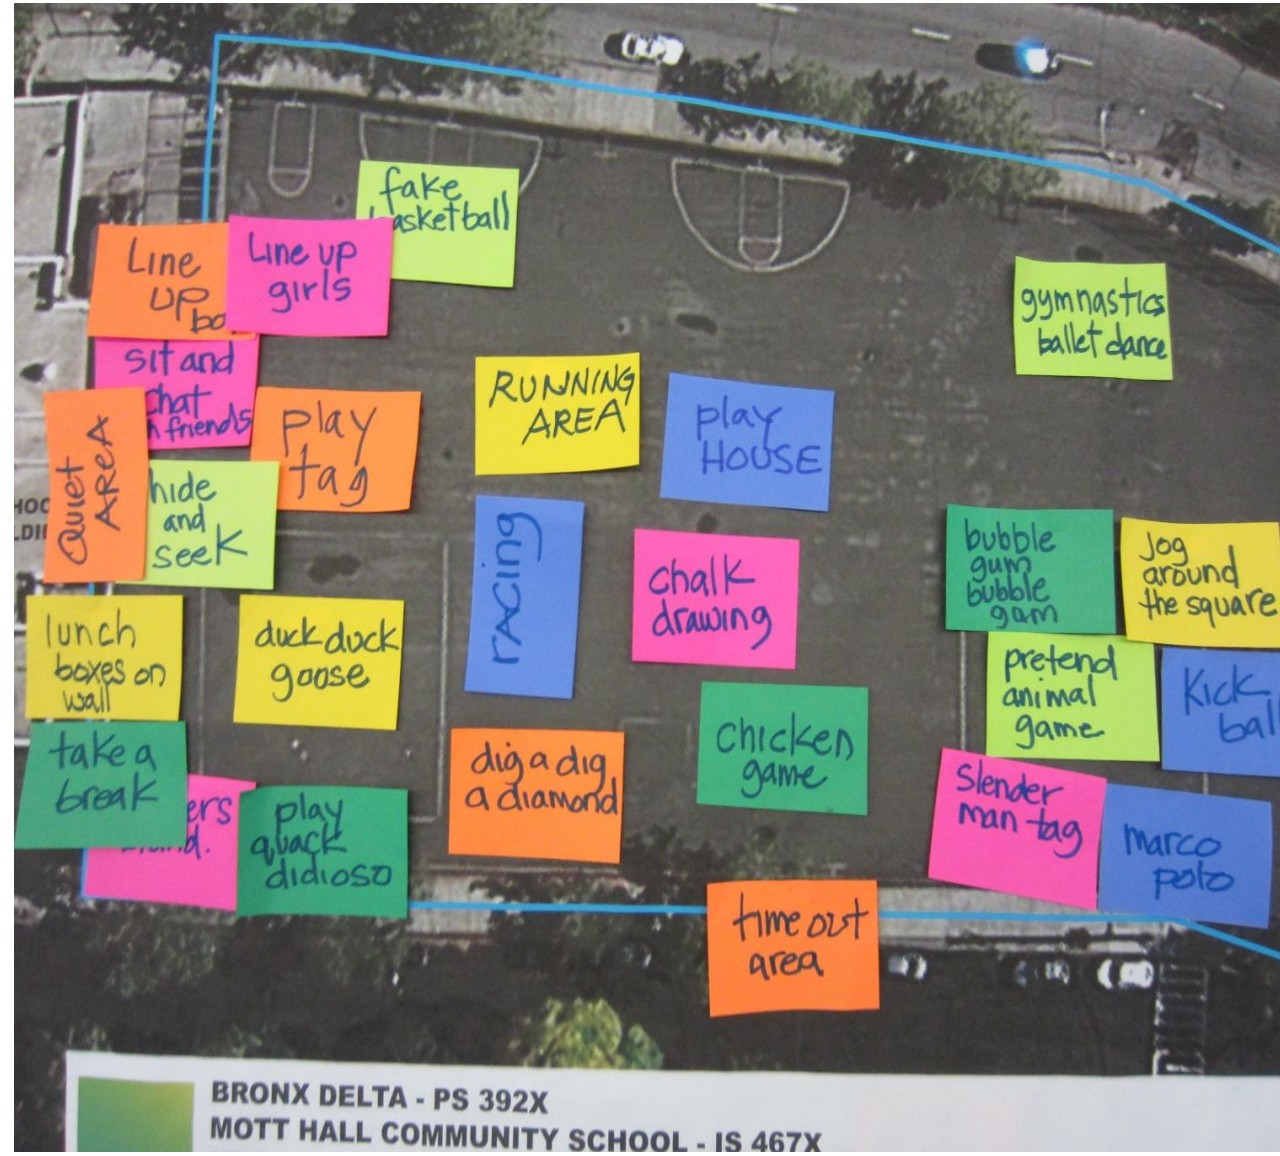 fake
basketball
Line
up
bo
Line up
girls
gymnastics
ballet dance
sit and
chat
friends
RUNNING
AREA
play
HOUSE
play
tag
Quiet
AREA
hide
and
seek
racing
chalk
drawing
bubble
gum
bubble
gum
Jog
around
the square
lunch
boxes on
wall
duck duck
goose
pretend
animal
game
Kick
bal
take a
break
ers
play
quack
didioso
dig a dig
a diamond
chicken
game
Slender
man tag
marco
polo
time out
area
BRONX DELTA - PS 392X
MOTT HALL COMMUNITY SCHOOL - IS 467X